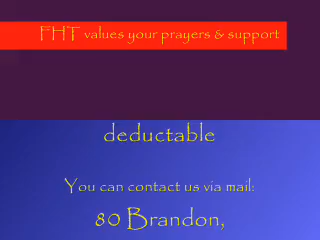 FHT values your prayers & support
deductable
You can contact us via mail:
80 Brandon,